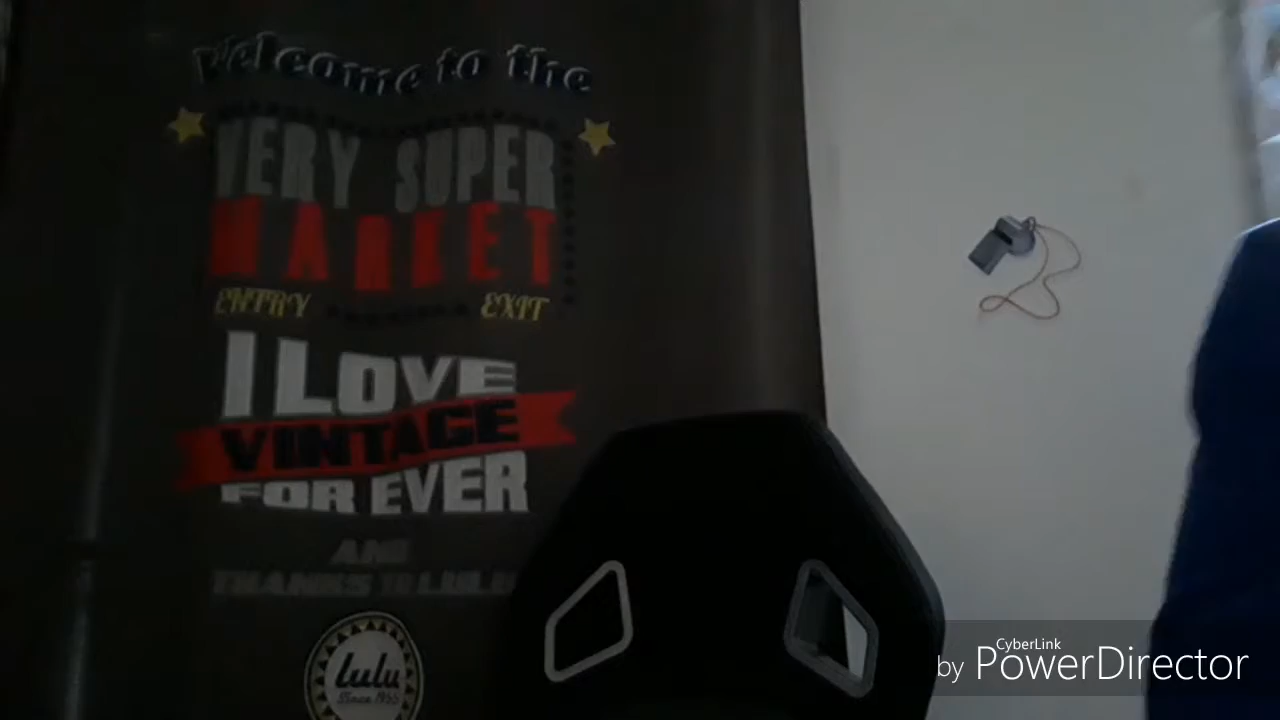 Welcome to the
VERY SUPER
MARKET
ENTRY EXIT
I LOVE
VINTAGE
FOR EVER
AND
THANKS TO LULU
Lulu
Since 1955
CyberLink
by PowerDirector